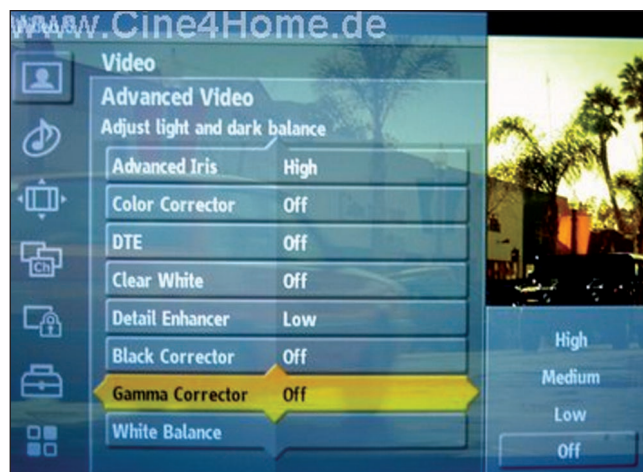 www.Cine4Home.de
Video
Advanced Video
Adjust light and dark balance
Advanced Iris High
Color Corrector Off
DTE Off
Clear White Off
Detail Enhancer Low
Black Corrector Off
Gamma Corrector Off
White Balance
Ch
High
Medium
Low
Off